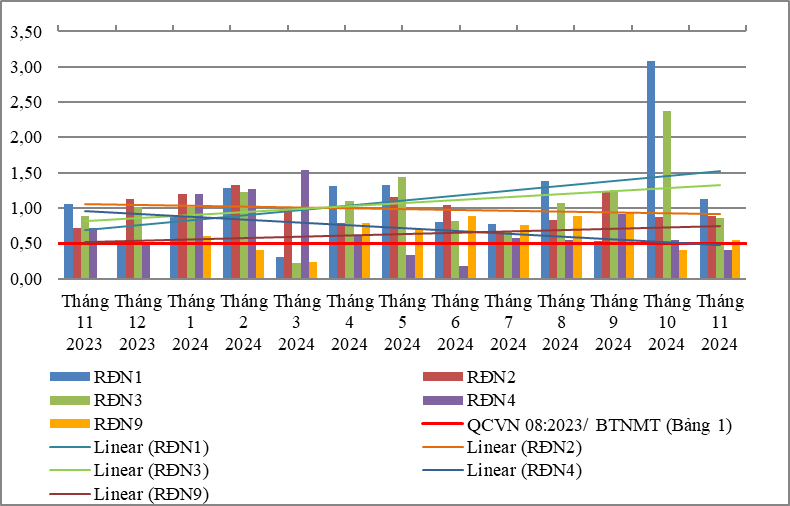 3,50
3,00
2,50
2,00
1,50
1,00
0,50
0,00
Tháng Tháng Tháng Tháng Tháng Tháng Tháng Tháng Tháng Tháng Tháng Tháng Tháng
11 12 1 2 3 4 5 6 7 8 9 10 11
2023 2023 2024 2024 2024 2024 2024 2024 2024 2024 2024 2024 2024
RĐN1 RĐN2
RĐN3 RĐN4
RĐN9 QCVN 08:2023/ BTNMT (Bảng 1)
Linear (RĐN1) Linear (RĐN2)
Linear (RĐN3) Linear (RĐN4)
Linear (RĐN9)